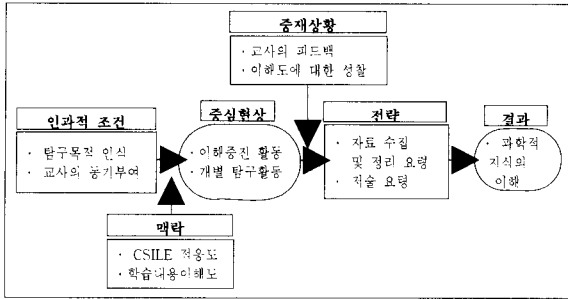 중재상황
· 교사의 피드백
· 이해도에 대한 성찰
인과적 조건
· 탐구목적 인식
· 교사의 동기부여
중심현상
· 이해증진 활동
· 개별 탐구활동
전략
· 자료 수집
및 정리 요령
· 저술 요령
결과
· 과학적
지식의
이해
맥락
· CSILE 적응도
· 학습내용이해도